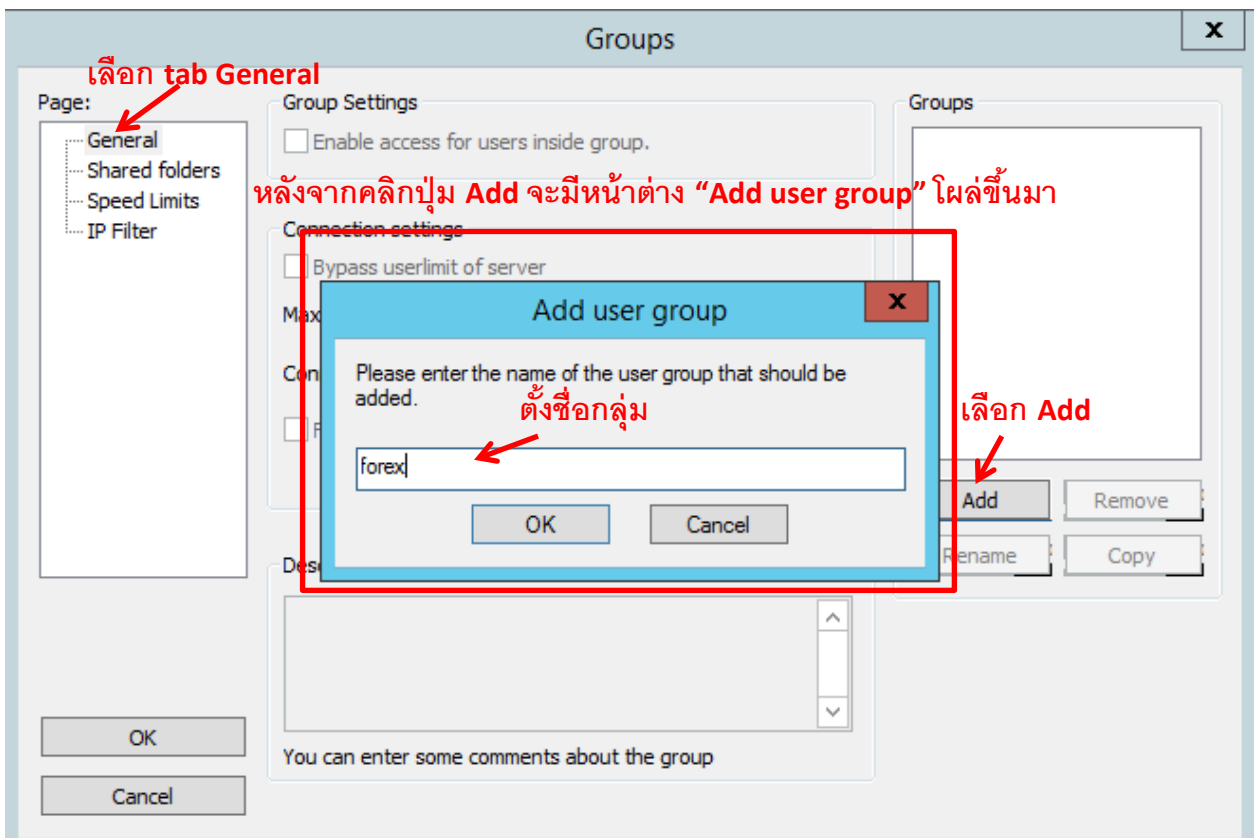 Groups
x
เลือก tab General
Page:
General
Shared folders
Speed Limits
IP Filter
Group Settings
Enable access for users inside group.
หลังจากคลิกปุ่ม Add จะมีหน้าต่าง “Add user group” โผล่ขึ้นมา
Connection settings
Bypass userlimit of server
Max
Con
F
Add user group
x
Please enter the name of the user group that should be
added.
ตั้งชื่อกลุ่ม
forex
OK
Cancel
Groups
เลือก Add
Add
Remove
Rename
Copy
Des
You can enter some comments about the group
OK
Cancel